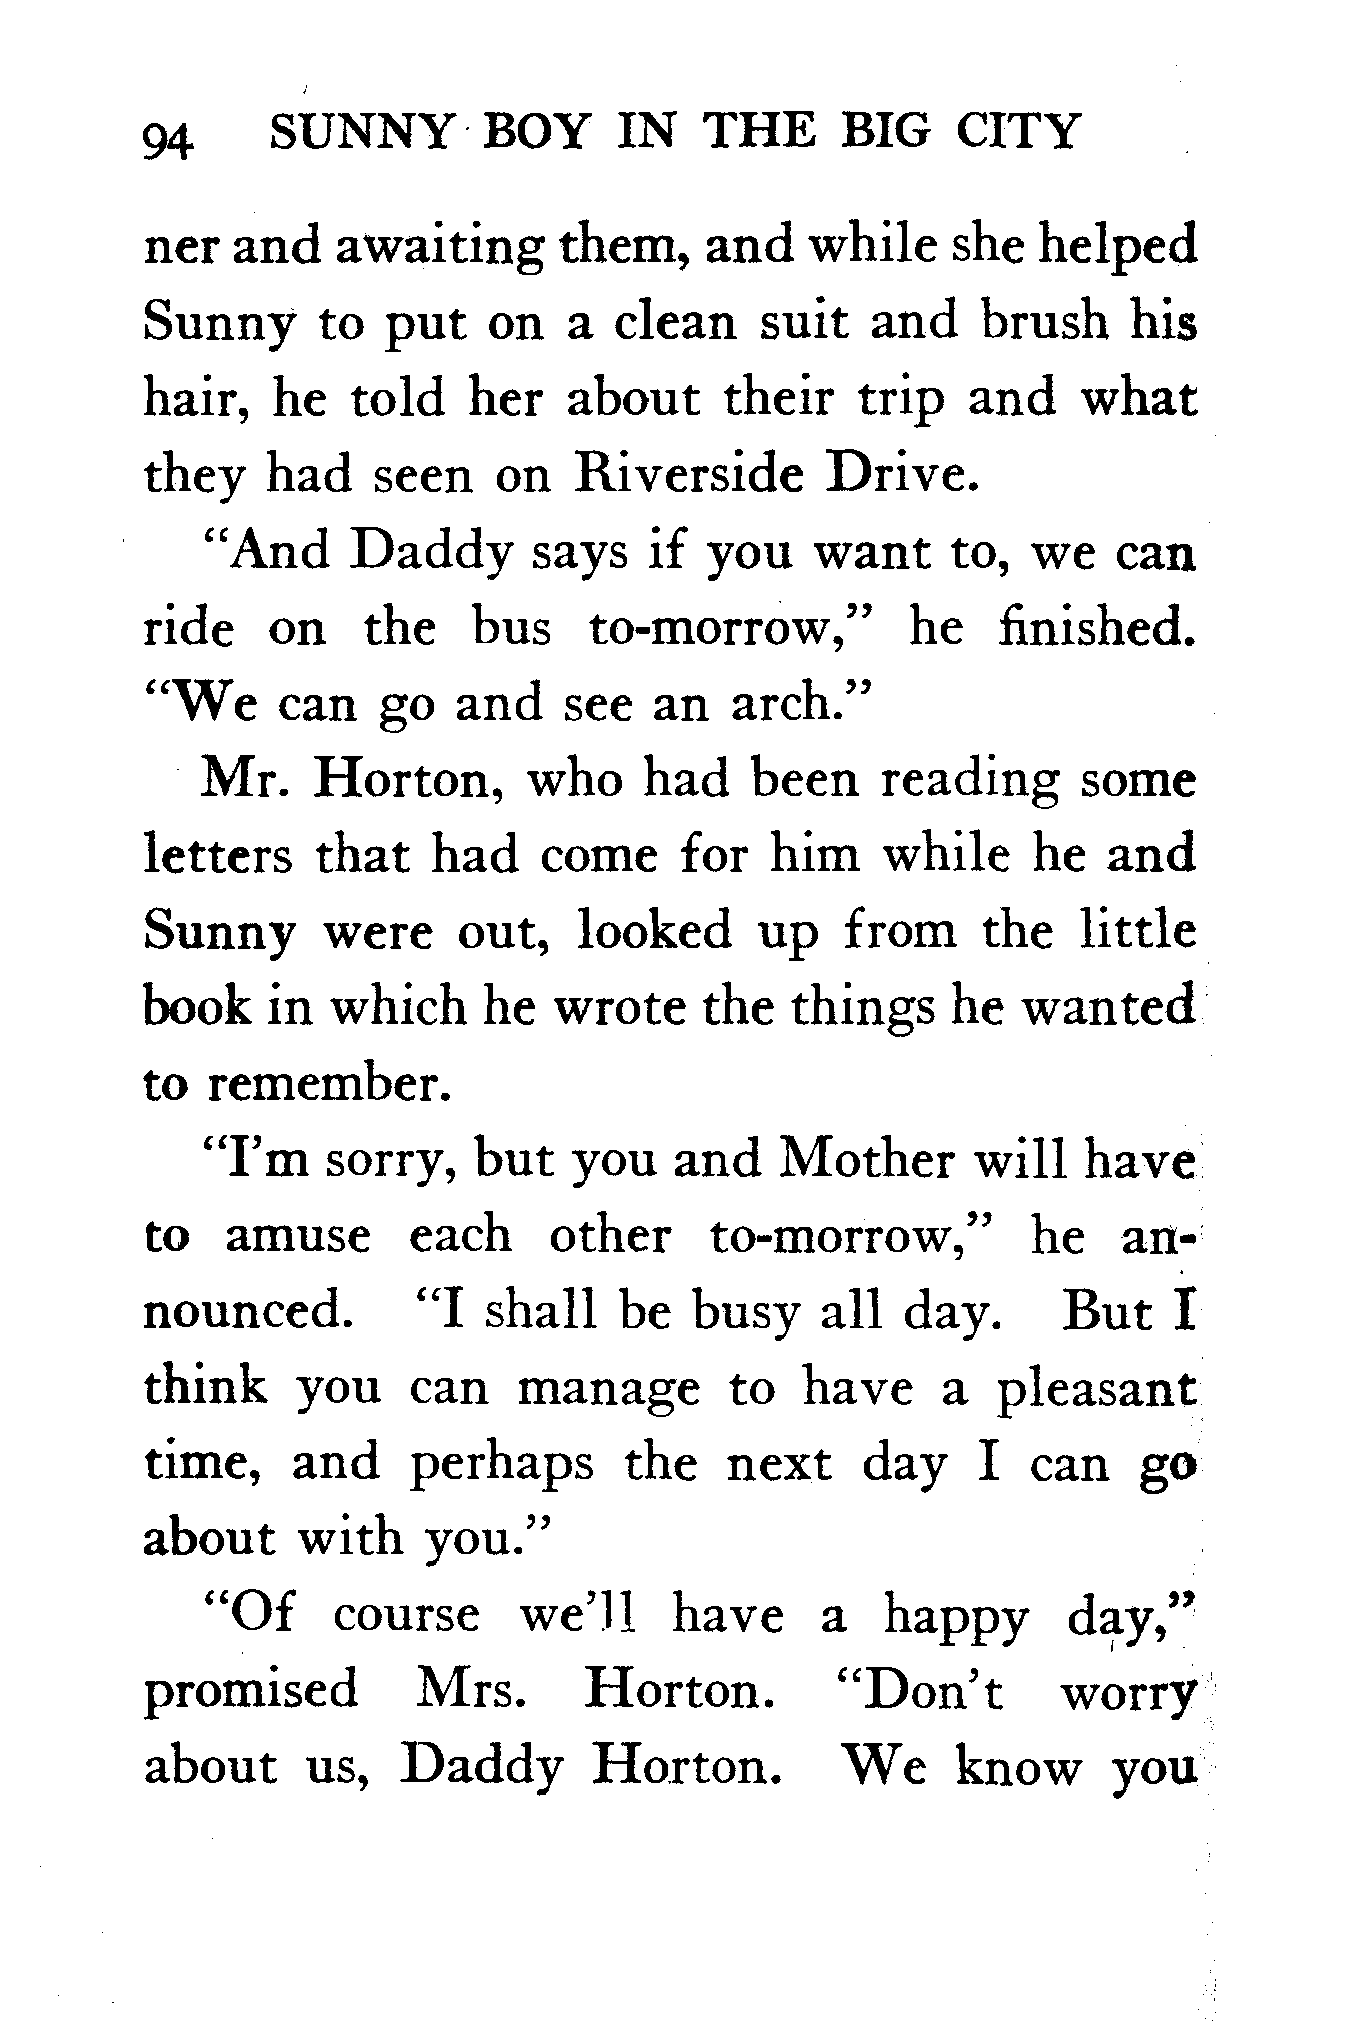 94 SUNNY BOY IN THE BIG CITY
ner and awaiting them, and while she helped
Sunny to put on a clean suit and brush his
hair, he told her about their trip and what
they had seen on Riverside Drive.
“And Daddy says if you want to, we can
ride on the bus to-morrow,” he finished.
“We can go and see an arch.”
Mr. Horton, who had been reading some
letters that had come for him while he and
Sunny were out, looked up from the little
book in which he wrote the things he wanted
to remember.
“I’m sorry, but you and Mother will have
to amuse each other to-morrow,” he an-
nounced. “I shall be busy all day. But I
think you can manage to have a pleasant
time, and perhaps the next day I can go
about with you.”
“Of course we’ll have a happy day,”
promised Mrs. Horton. “Don’t worry
about us, Daddy Horton. We know you